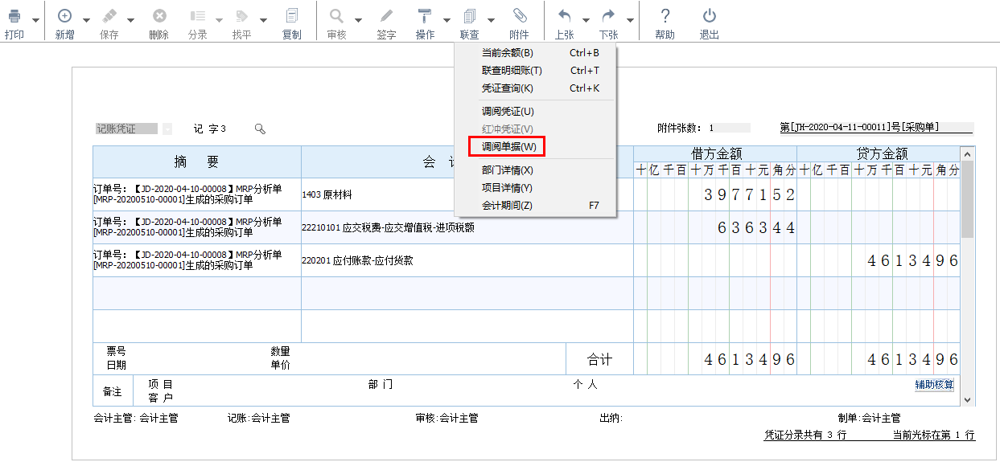 打印 新增 保存 删除 分录 找平 复制 审核 签字 操作 联查 附件 上张 下张 帮助 退出
当前余额(B) Ctrl+B
联查明细账(T) Ctrl+T
凭证查询(K) Ctrl+K
调阅凭证(U)
红冲凭证(V)
调阅单据(W)
部门详情(X)
项目详情(Y)
会计期间(Z) F7
记账凭证 记 字 3 附件张数: 1 第[JH-2020-04-11-00011]号[采购单]
摘 要 会 借方金额 贷方金额
十亿千百十万千百十元角分 十亿千百十万千百十元角分
订单号:【JD-2020-04-10-00008】MRP分析单
[MRP-20200510-00001]生成的采购订单
1403 原材料 3977152
订单号:【JD-2020-04-10-00008】MRP分析单
[MRP-20200510-00001]生成的采购订单
22210101 应交税费-应交增值税-进项税额 636344
订单号:【JD-2020-04-10-00008】MRP分析单
[MRP-20200510-00001]生成的采购订单
220201 应付账款-应付货款 4613496
票号 数量
日期 单价
合计 4613496 4613496
备注 项 目 部 门 个 人 辅助核算
客 户
会计主管: 会计主管 记账:会计主管 审核:会计主管 出纳: 制单:会计主管
凭证分录共有 3 行 当前光标在第 1 行